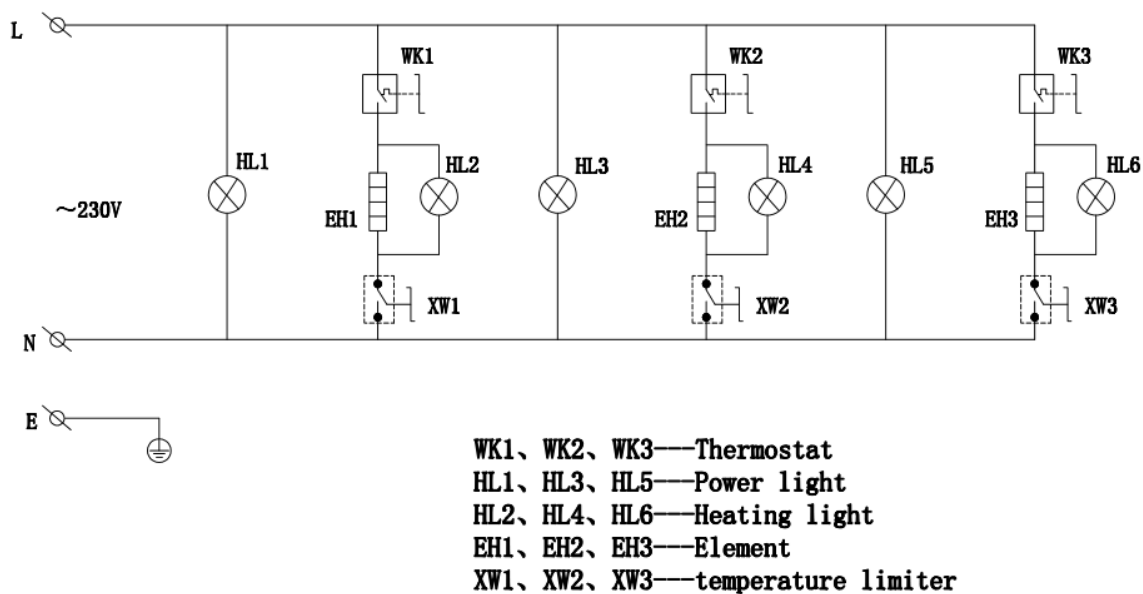 L
WK1
WK2
WK3
HL1
HL2
HL3
HL4
HL5
HL6
～230V
EH1
EH2
EH3
XW1
XW2
XW3
N
E
WK1、WK2、WK3---Thermostat
HL1、HL3、HL5---Power light
HL2、HL4、HL6---Heating light
EH1、EH2、EH3---Element
XW1、XW2、XW3---temperature limiter